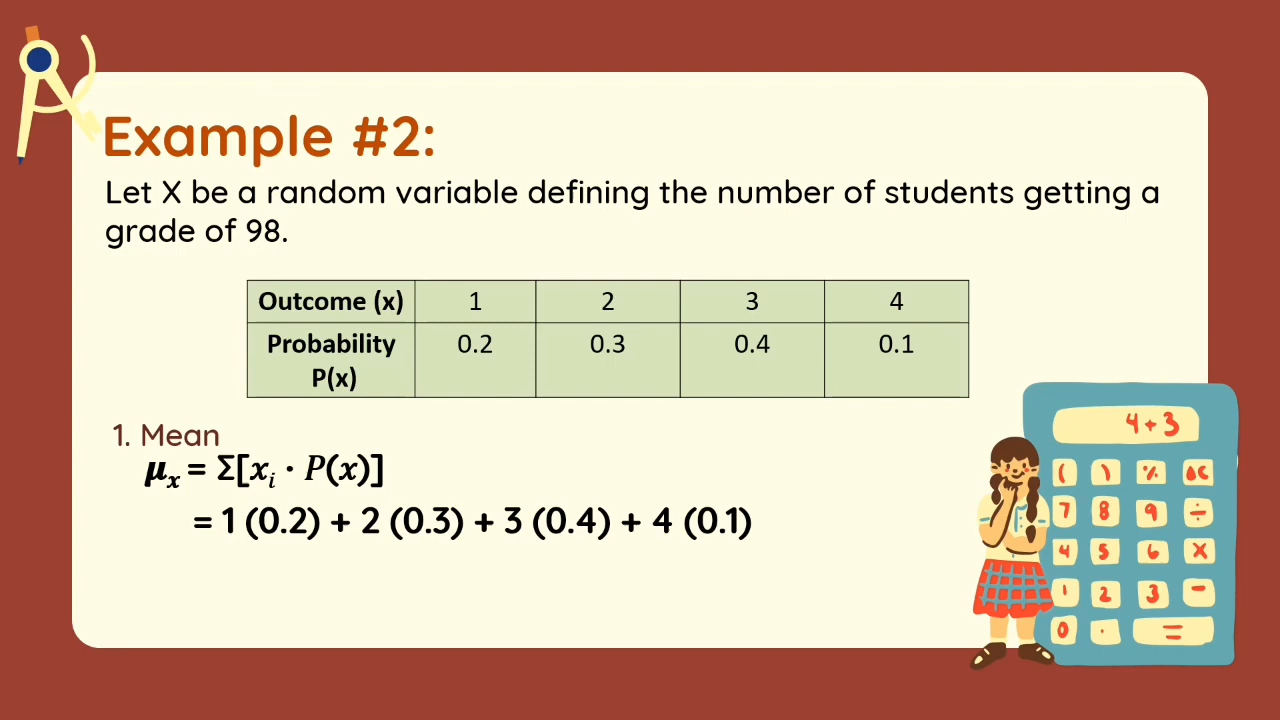 Example #2:
Let X be a random variable defining the number of students getting a
grade of 98.
Outcome (x) 1 2 3 4
Probability 0.2 0.3 0.4 0.1
P(x)
1. Mean
μₓ = Σ[xᵢ · P(x)]
= 1 (0.2) + 2 (0.3) + 3 (0.4) + 4 (0.1)
4+3
( ) % AC
7 8 9 ÷
4 5 6 X
1 2 3 -
0 . =